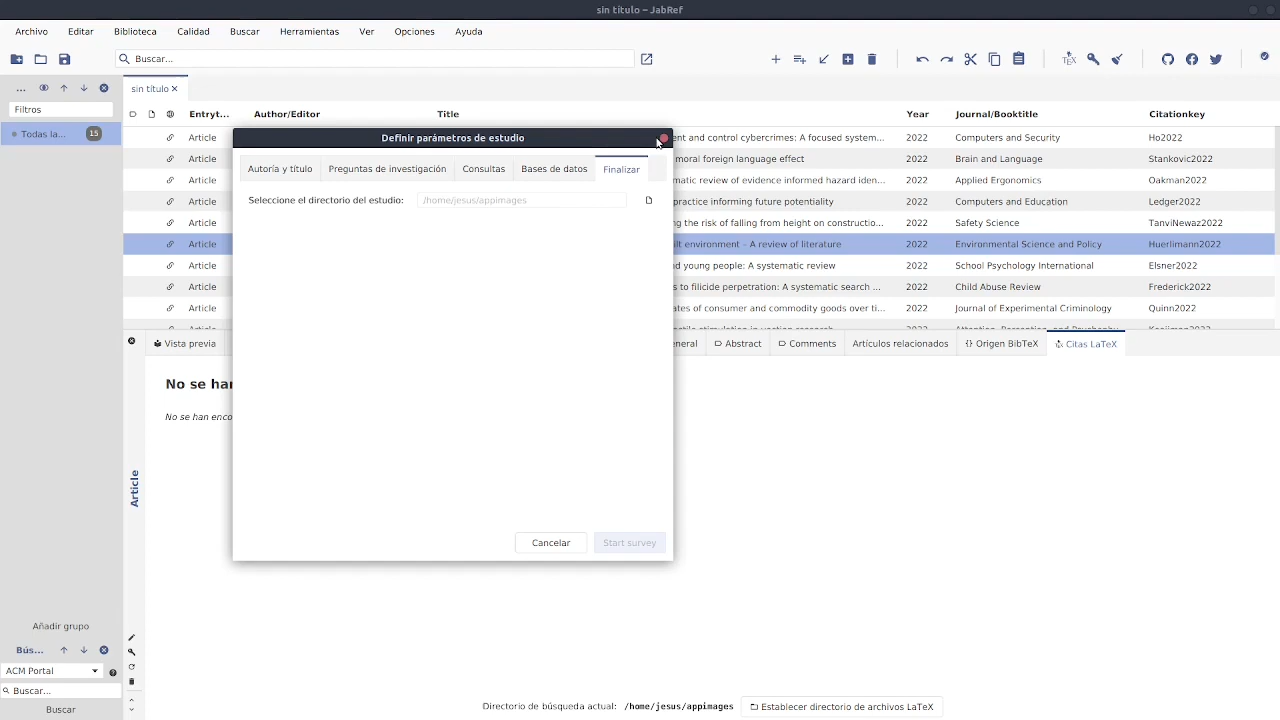 sin título – JabRef
Archivo Editar Biblioteca Calidad Buscar Herramientas Ver Opciones Ayuda
Buscar...
TEX
... sin título
Filtros
Todas la... 15
Entryt... Author/Editor Title Year Journal/Booktitle Citationkey
Definir parámetros de estudio
Autoría y título Preguntas de investigación Consultas Bases de datos Finalizar
Seleccione el directorio del estudio: /home/jesus/appimages
Cancelar Start survey
Article ent and control cybercrimes: A focused system... 2022 Computers and Security Ho2022
Article moral foreign language effect 2022 Brain and Language Stankovic2022
Article matic review of evidence informed hazard iden... 2022 Applied Ergonomics Oakman2022
Article practice informing future potentiality 2022 Computers and Education Ledger2022
Article ng the risk of falling from height on constructio... 2022 Safety Science TanviNewaz2022
Article ilt environment – A review of literature 2022 Environmental Science and Policy Huerlimann2022
Article nd young people: A systematic review 2022 School Psychology International Elsner2022
Article s to filicide perpetration: A systematic search ... 2022 Child Abuse Review Frederick2022
Article ates of consumer and commodity goods over ti... 2022 Journal of Experimental Criminology Quinn2022
Vista previa eneral Abstract Comments Artículos relacionados {} Origen BibTeX Citas LaTeX
No se han
No se han enco
Article
Añadir grupo
Bús...
ACM Portal
Buscar...
Buscar
Directorio de búsqueda actual: /home/jesus/appimages Establecer directorio de archivos LaTeX